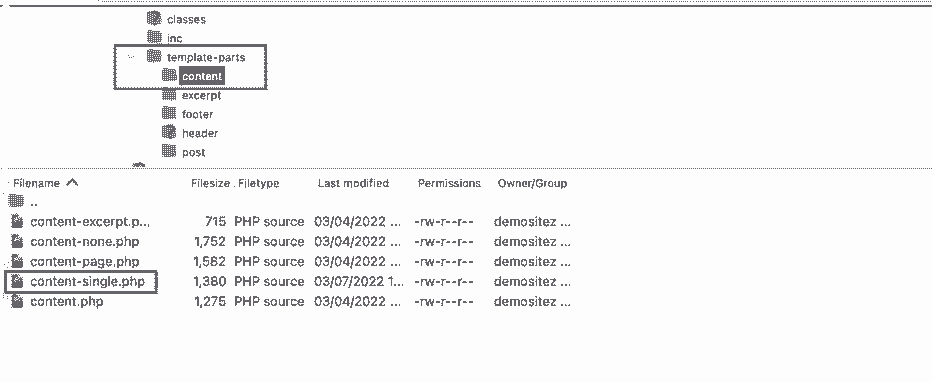 classes
inc
template-parts
content
excerpt
footer
header
post
Filename Filesize Filetype Last modified Permissions Owner/Group
..
content-excerpt.p... 715 PHP source 03/04/2022 ... -rw-r--r-- demositez ...
content-none.php 1,752 PHP source 03/04/2022 ... -rw-r--r-- demositez ...
content-page.php 1,582 PHP source 03/04/2022 ... -rw-r--r-- demositez ...
content-single.php 1,380 PHP source 03/07/2022 1... -rw-r--r-- demositez ...
content.php 1,275 PHP source 03/04/2022 ... -rw-r--r-- demositez ...